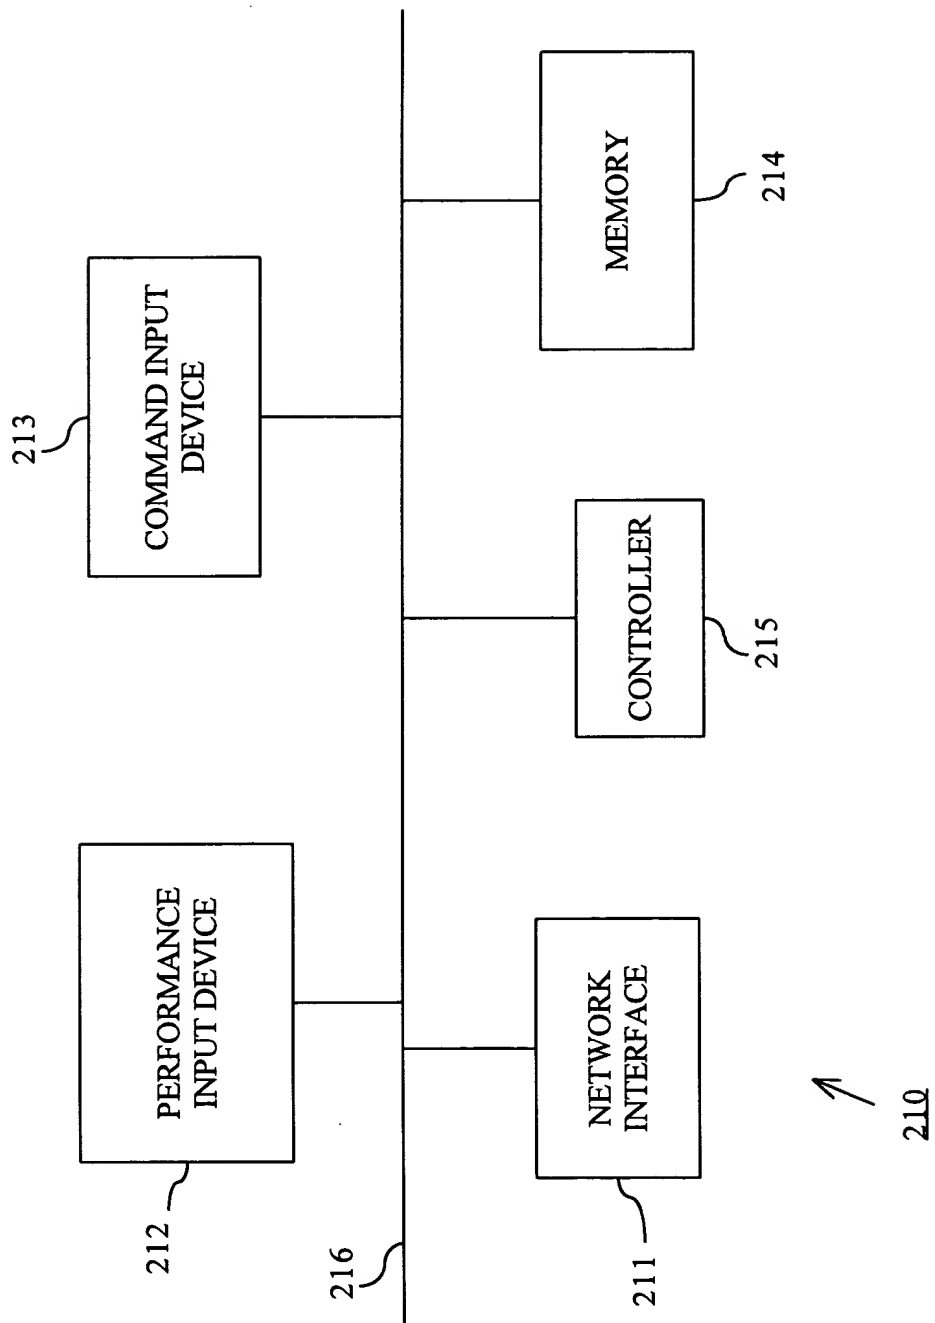 212
PERFORMANCE
INPUT DEVICE
213
COMMAND INPUT
DEVICE
216
211
NETWORK
INTERFACE
CONTROLLER
215
MEMORY
214
210